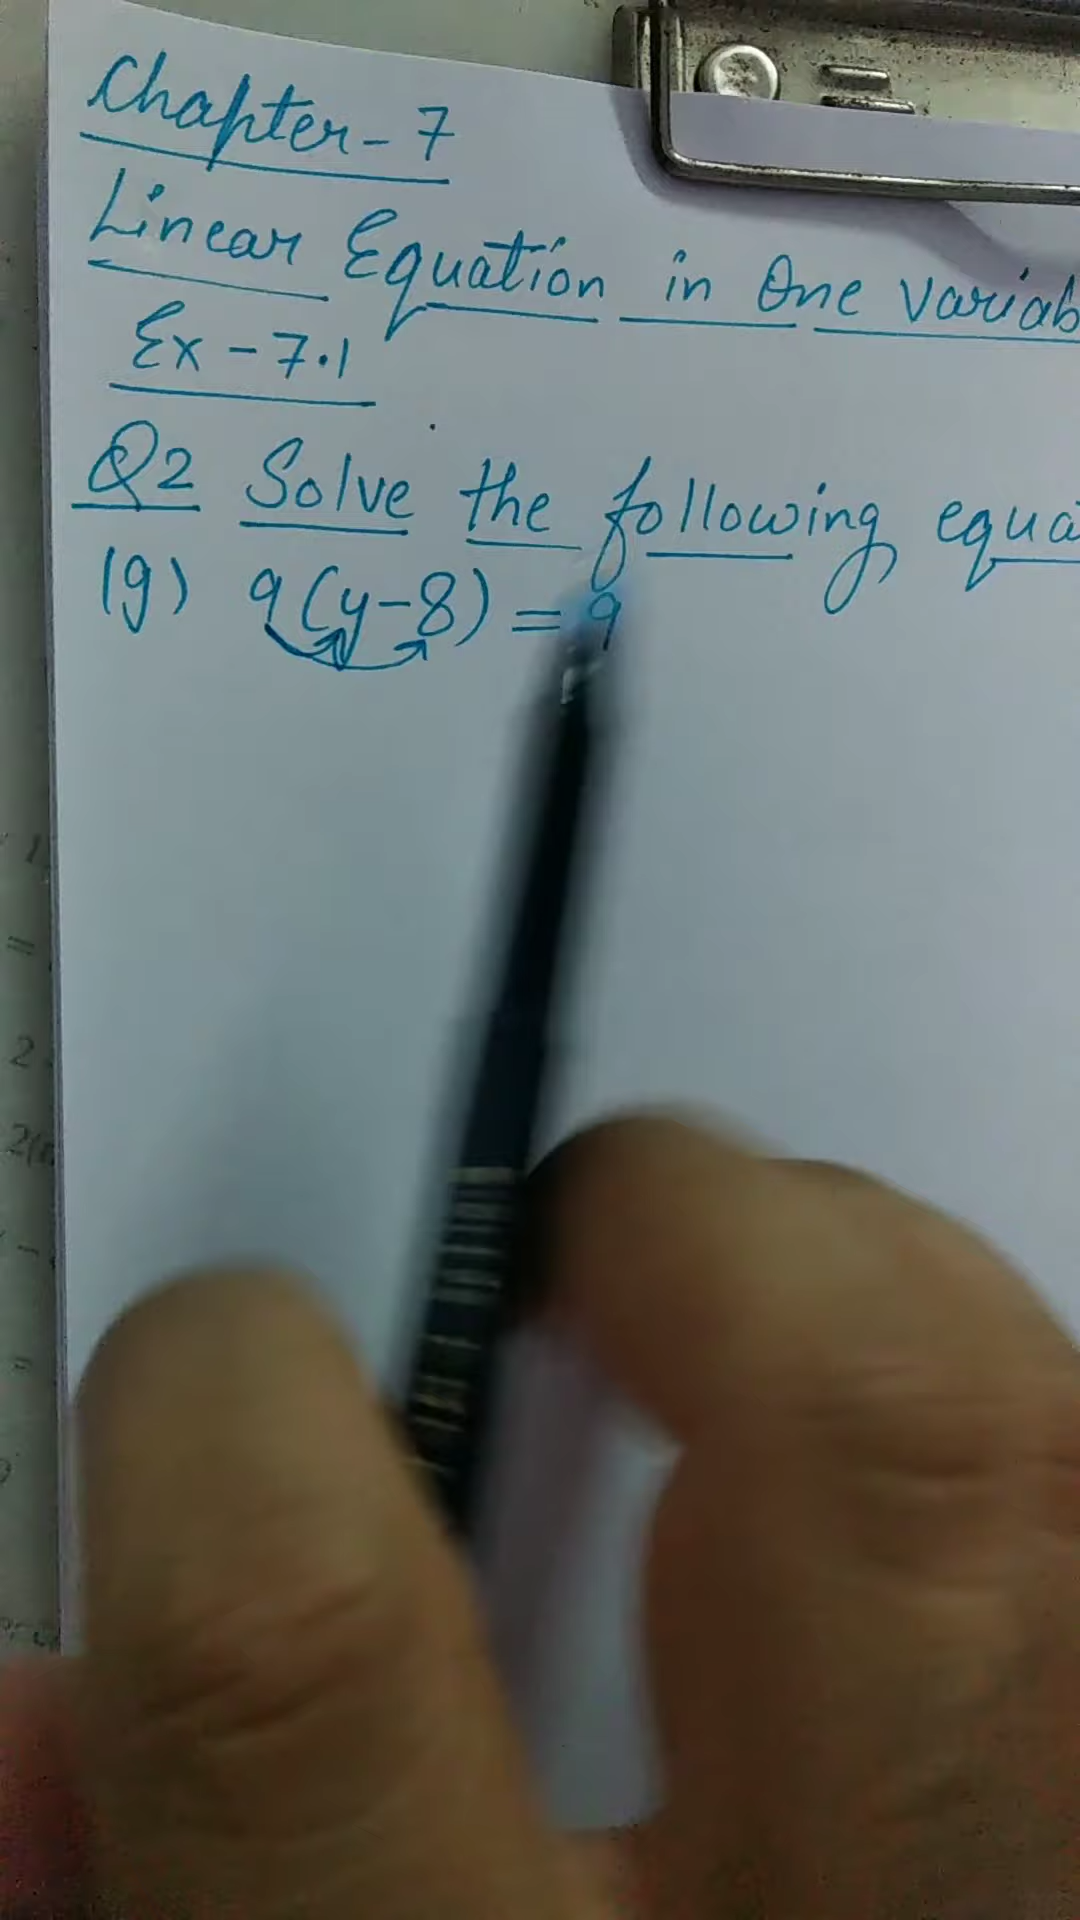 Chapter-7
Linear Equation in One Variab
Ex-7.1
Q2 Solve the following equa
(g) 9(y-8) = 9